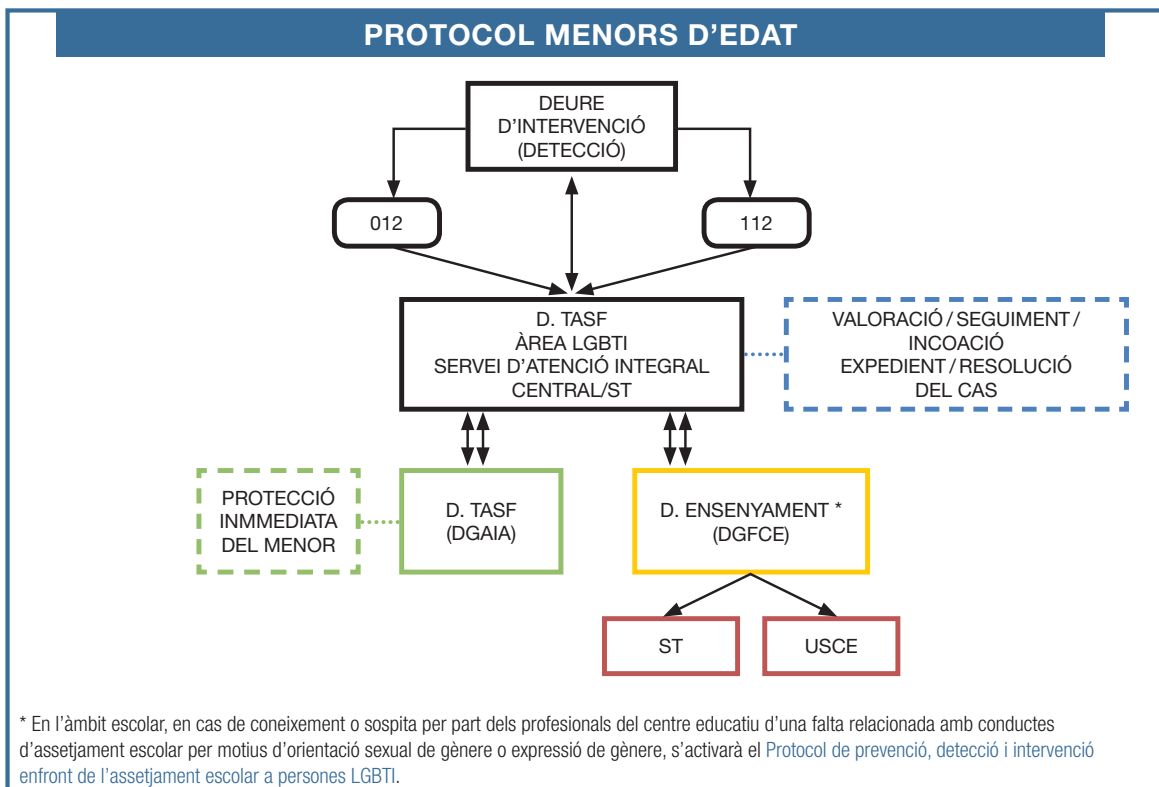 PROTOCOL MENORS D'EDAT
DEURE
D'INTERVENCIÓ
(DETECCIÓ)
012
112
D. TASF
ÀREA LGBTI
SERVEI D'ATENCIÓ INTEGRAL
CENTRAL/ST
VALORACIÓ / SEGUIMENT /
INCOACIÓ
EXPEDIENT / RESOLUCIÓ
DEL CAS
PROTECCIÓ
INMMEDIATA
DEL MENOR
D. TASF
(DGAIA)
D. ENSENYAMENT *
(DGFCE)
ST
USCE
* En l'àmbit escolar, en cas de coneixement o sospita per part dels professionals del centre educatiu d'una falta relacionada amb conductes
d'assetjament escolar per motius d'orientació sexual de gènere o expressió de gènere, s'activarà el Protocol de prevenció, detecció i intervenció
enfront de l'assetjament escolar a persones LGBTI.